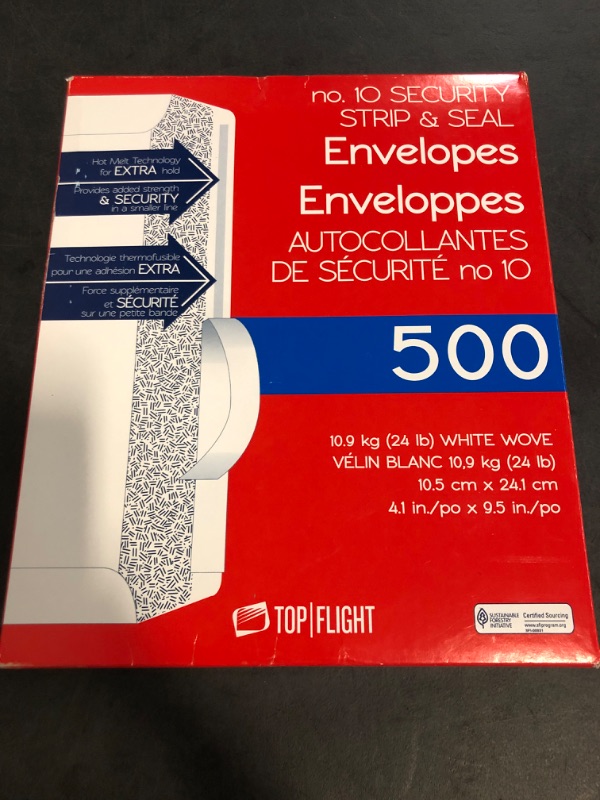 no. 10 SECURITY
STRIP & SEAL
Envelopes
Enveloppes
AUTOCOLLANTES
DE SÉCURITÉ no 10
Hot Melt Technology
for EXTRA hold
Provides added strength
& SECURITY
in a smaller line
Technologie thermofusible
pour une adhésion EXTRA
Force supplémentaire
et SÉCURITÉ
sur une petite bande
500
10.9 kg (24 lb) WHITE WOVE
VÉLIN BLANC 10,9 kg (24 lb)
10.5 cm x 24.1 cm
4.1 in./po x 9.5 in./po
TOP|FLIGHT
SUSTAINABLE
FORESTRY
INITIATIVE
Certified Sourcing
www.sfiprogram.org